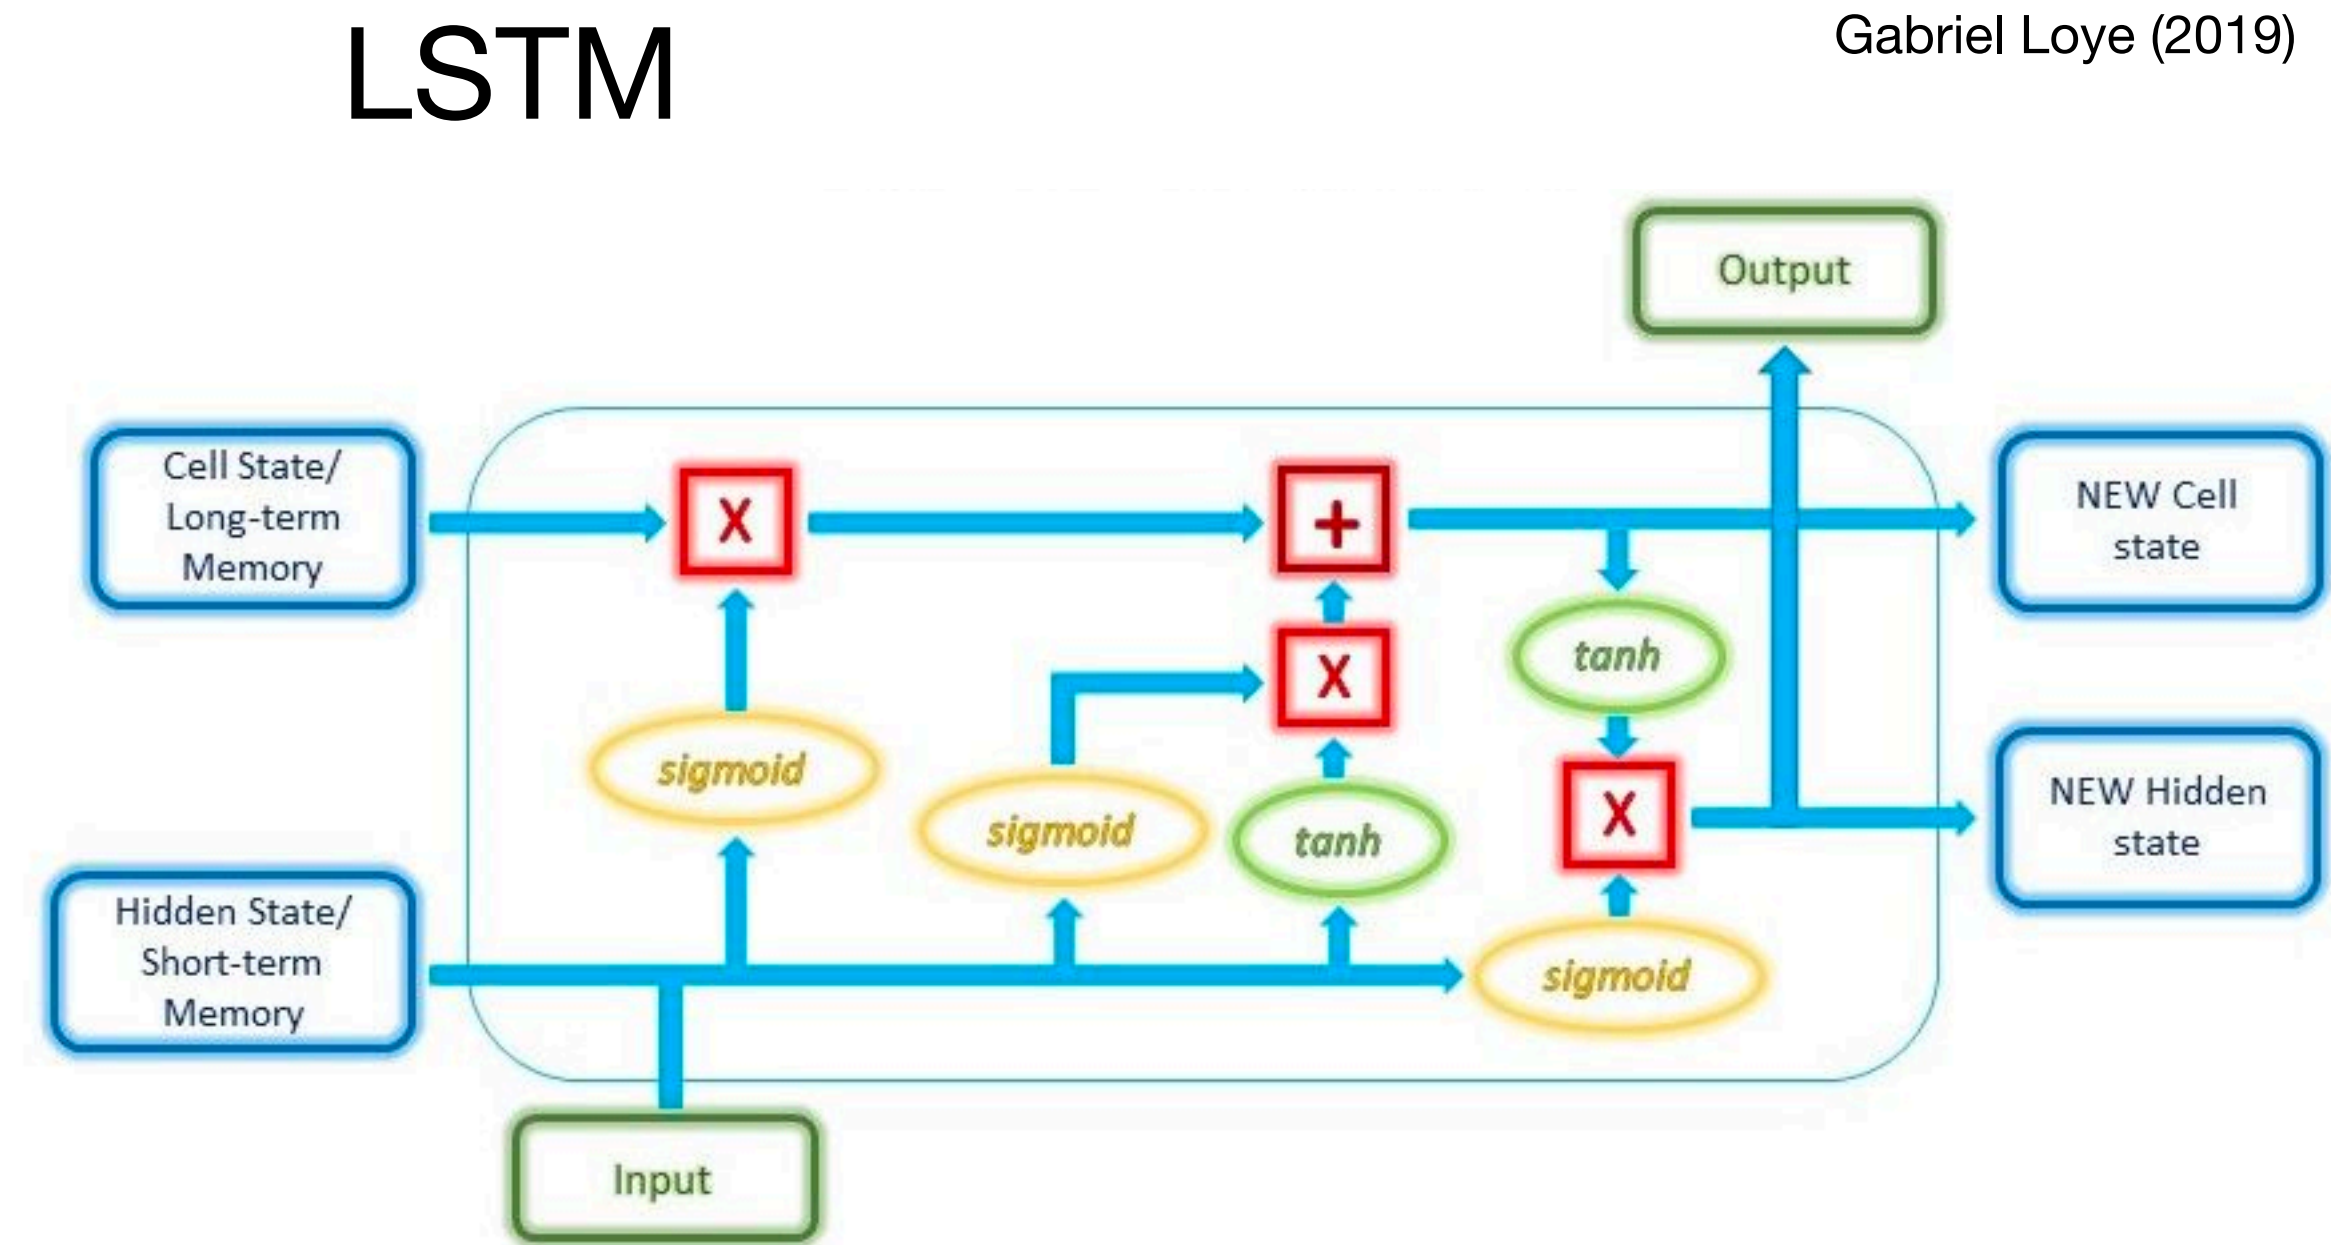 LSTM
Gabriel Loye (2019)
Output
Cell State/
Long-term
Memory
X
+
NEW Cell
state
X
tanh
sigmoid
sigmoid
tanh
X
NEW Hidden
state
Hidden State/
Short-term
Memory
sigmoid
Input